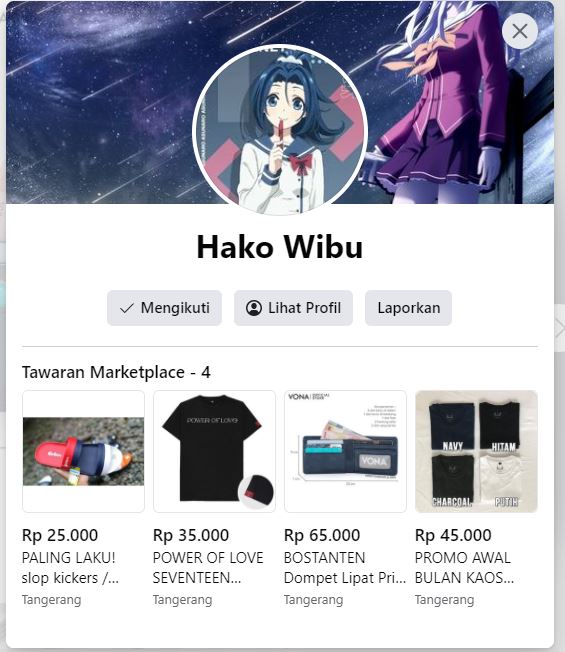 Hako Wibu
Mengikuti
Lihat Profil
Laporkan
Tawaran Marketplace - 4
POWER OF LOVE
VONA
VONA
NAVY
HITAM
CHARCOAL
PUTIH
Rp 25.000
PALING LAKU!
slop kickers /...
Tangerang
Rp 35.000
POWER OF LOVE
SEVENTEEN...
Tangerang
Rp 65.000
BOSTANTEN
Dompet Lipat Pri...
Tangerang
Rp 45.000
PROMO AWAL
BULAN KAOS...
Tangerang